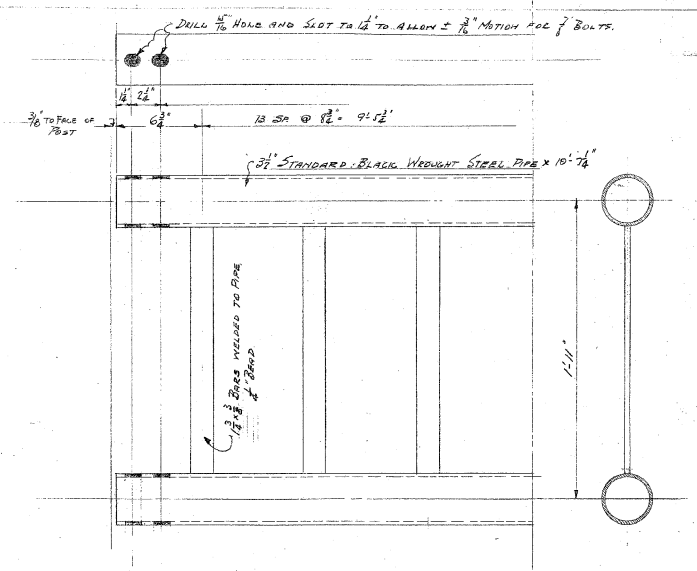 DRILL 15/16" HOLE AND SLOT TO 1 1/4" TO ALLOW ± 3/16" MOTION FOR 7/8" BOLTS.
1 1/4" 2 1/4"
3/8" TO FACE OF
POST
6 3/4"
13 SP. @ 8 3/4" = 9'-5 3/4"
3 1/2" STANDARD BLACK WROUGHT STEEL PIPE x 10'-7 1/4"
1 3/4 x 3/8 BARS WELDED TO PIPE,
1/4" BEAD
1'-11"